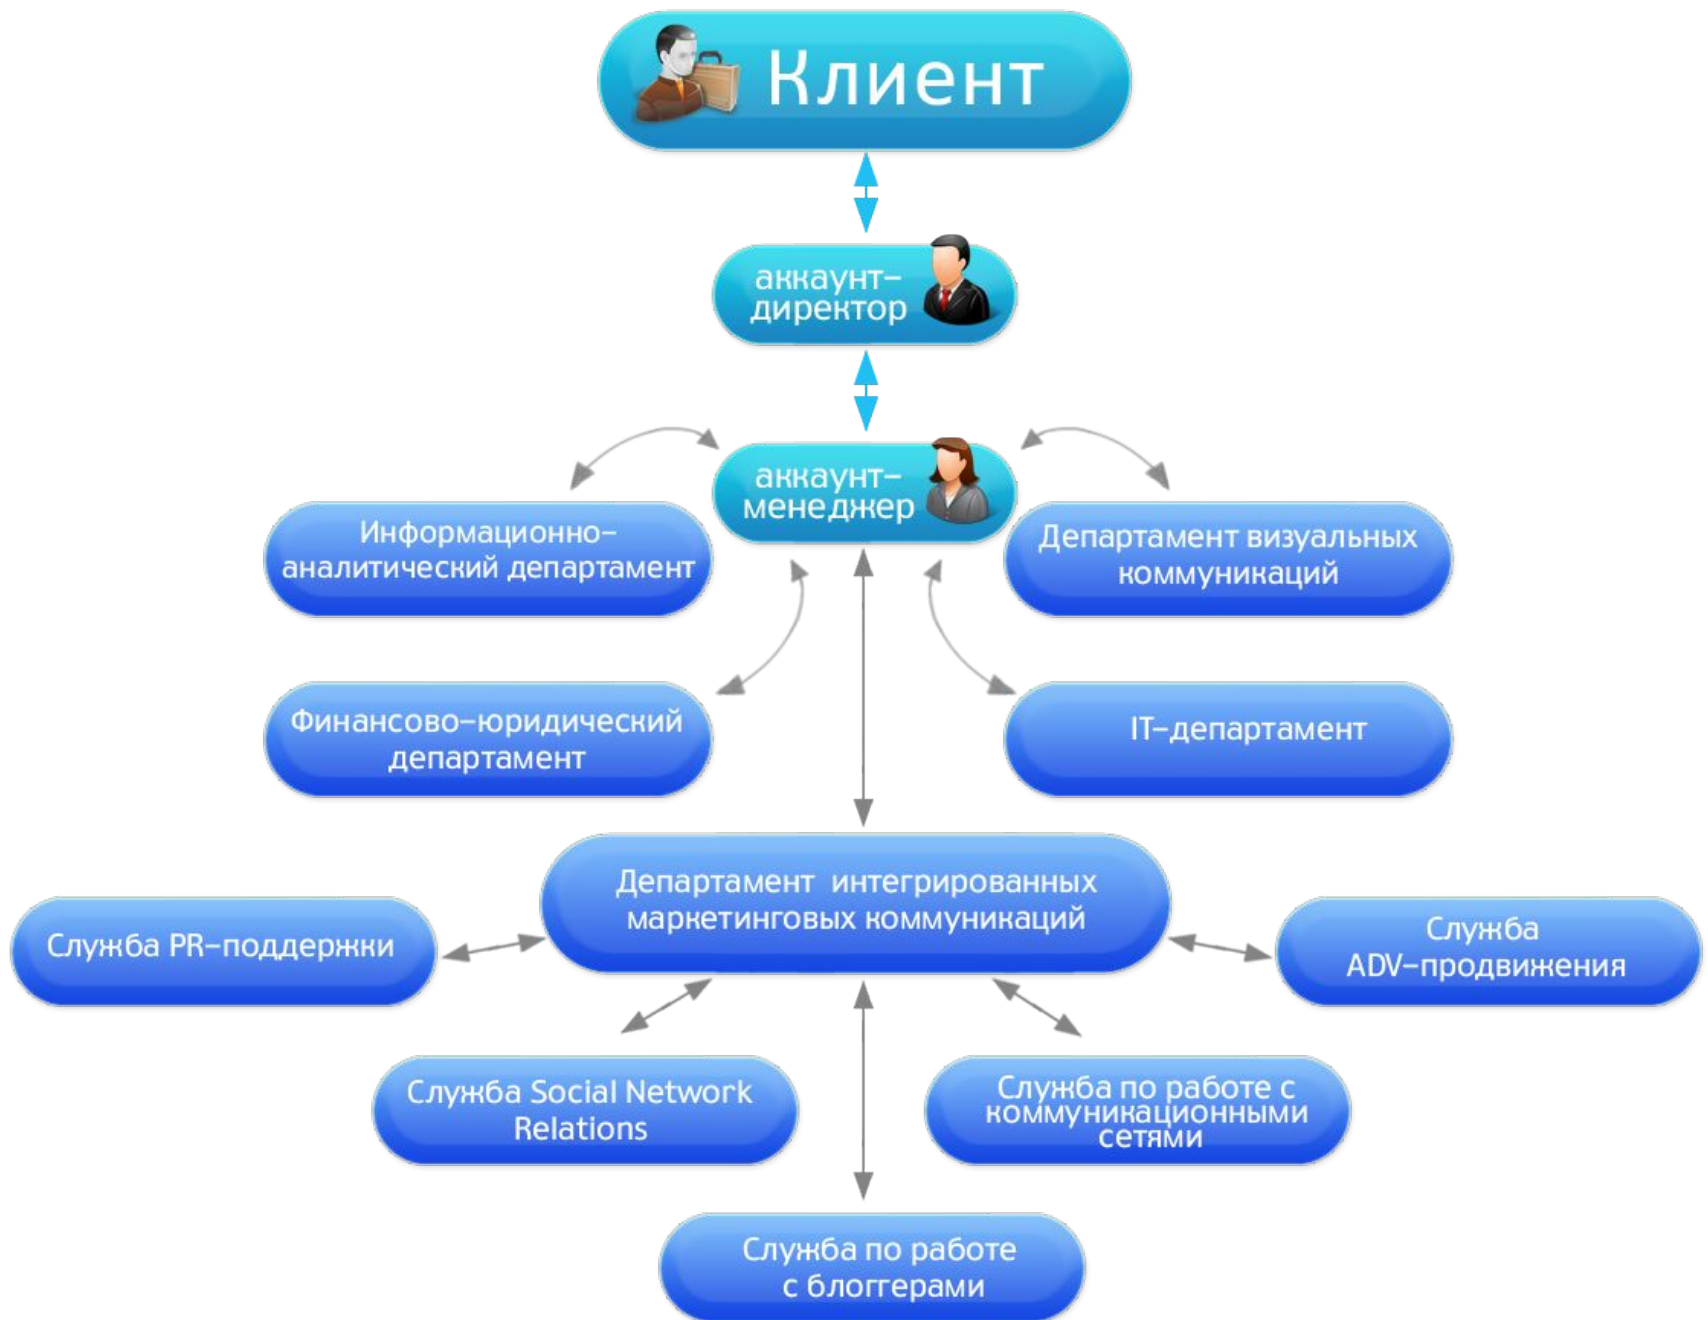 Клиент
аккаунт-
директор
аккаунт-
менеджер
Информационно-
аналитический департамент
Департамент визуальных
коммуникаций
Финансово-юридический
департамент
IT-департамент
Департамент интегрированных
маркетинговых коммуникаций
Служба PR-поддержки
Служба
ADV-продвижения
Служба Social Network
Relations
Служба по работе с
коммуникационными
сетями
Служба по работе
с блоггерами